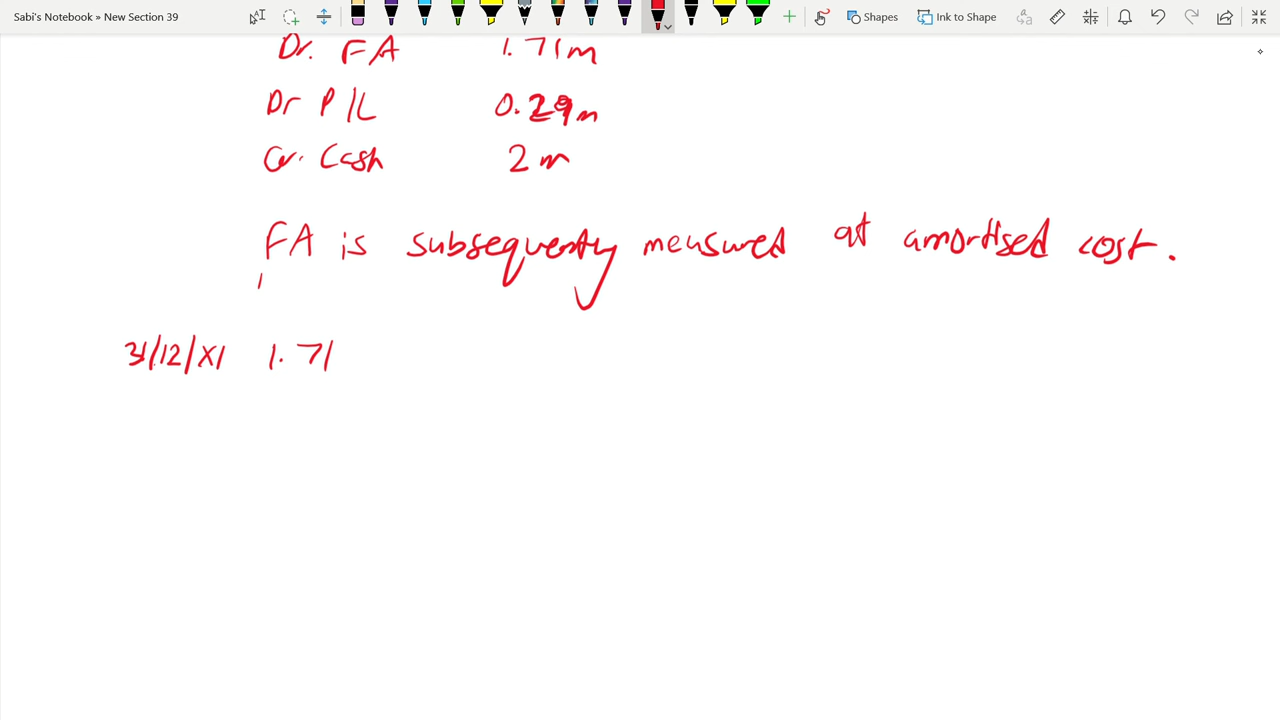 Sabi's Notebook » New Section 39
Shapes
Ink to Shape
Dr. FA 1.71m
Dr P/L 0.29m
Cr. Cash 2m
FA is subsequently measured at amortised cost.
31/12/X1 1.71